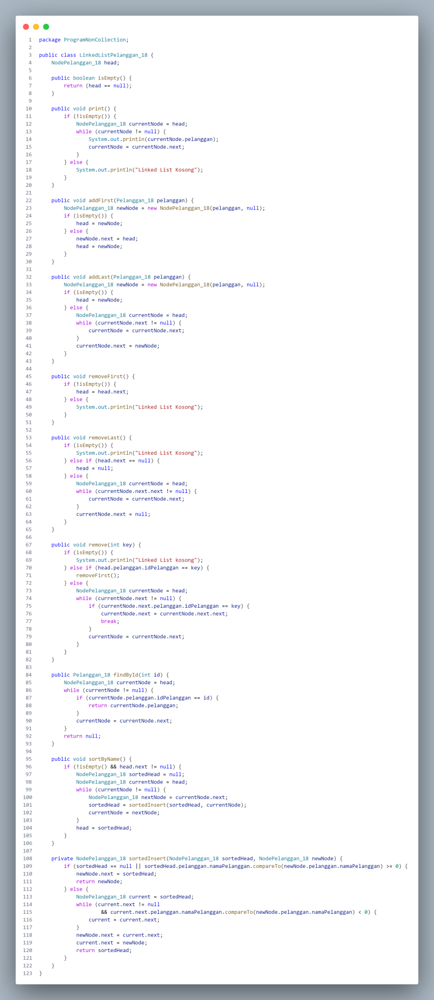 1 package ProgramNonCollection;
2
3 public class LinkedListPelanggan_18 {
4     NodePelanggan_18 head;
5
6     public boolean isEmpty() {
7         return (head == null);
8     }
9
10     public void print() {
11         if (!isEmpty()) {
12             NodePelanggan_18 currentNode = head;
13             while (currentNode != null) {
14                 System.out.println(currentNode.pelanggan);
15                 currentNode = currentNode.next;
16             }
17         } else {
18             System.out.println("Linked List Kosong");
19         }
20     }
21
22     public void addFirst(Pelanggan_18 pelanggan) {
23         NodePelanggan_18 newNode = new NodePelanggan_18(pelanggan, null);
24         if (isEmpty()) {
25             head = newNode;
26         } else {
27             newNode.next = head;
28             head = newNode;
29         }
30     }
31
32     public void addLast(Pelanggan_18 pelanggan) {
33         NodePelanggan_18 newNode = new NodePelanggan_18(pelanggan, null);
34         if (isEmpty()) {
35             head = newNode;
36         } else {
37             NodePelanggan_18 currentNode = head;
38             while (currentNode.next != null) {
39                 currentNode = currentNode.next;
40             }
41             currentNode.next = newNode;
42         }
43     }
44
45     public void removeFirst() {
46         if (!isEmpty()) {
47             head = head.next;
48         } else {
49             System.out.println("Linked List Kosong");
50         }
51     }
52
53     public void removeLast() {
54         if (isEmpty()) {
55             System.out.println("Linked List Kosong");
56         } else if (head.next == null) {
57             head = null;
58         } else {
59             NodePelanggan_18 currentNode = head;
60             while (currentNode.next.next != null) {
61                 currentNode = currentNode.next;
62             }
63             currentNode.next = null;
64         }
65     }
66
67     public void remove(int key) {
68         if (isEmpty()) {
69             System.out.println("Linked List kosong");
70         } else if (head.pelanggan.idPelanggan == key) {
71             removeFirst();
72         } else {
73             NodePelanggan_18 currentNode = head;
74             while (currentNode.next != null) {
75                 if (currentNode.next.pelanggan.idPelanggan == key) {
76                     currentNode.next = currentNode.next.next;
77                     break;
78                 }
79                 currentNode = currentNode.next;
80             }
81         }
82     }
83
84     public Pelanggan_18 findById(int id) {
85         NodePelanggan_18 currentNode = head;
86         while (currentNode != null) {
87             if (currentNode.pelanggan.idPelanggan == id) {
88                 return currentNode.pelanggan;
89             }
90             currentNode = currentNode.next;
91         }
92         return null;
93     }
94
95     public void sortByName() {
96         if (!isEmpty() && head.next != null) {
97             NodePelanggan_18 sortedHead = null;
98             NodePelanggan_18 currentNode = head;
99             while (currentNode != null) {
100                 NodePelanggan_18 nextNode = currentNode.next;
101                 sortedHead = sortedInsert(sortedHead, currentNode);
102                 currentNode = nextNode;
103             }
104             head = sortedHead;
105         }
106     }
107
108     private NodePelanggan_18 sortedInsert(NodePelanggan_18 sortedHead, NodePelanggan_18 newNode) {
109         if (sortedHead == null || sortedHead.pelanggan.namaPelanggan.compareTo(newNode.pelanggan.namaPelanggan) >= 0) {
110             newNode.next = sortedHead;
111             return newNode;
112         } else {
113             NodePelanggan_18 current = sortedHead;
114             while (current.next != null
115                     && current.next.pelanggan.namaPelanggan.compareTo(newNode.pelanggan.namaPelanggan) < 0) {
116                 current = current.next;
117             }
118             newNode.next = current.next;
119             current.next = newNode;
120             return sortedHead;
121         }
122     }
123 }